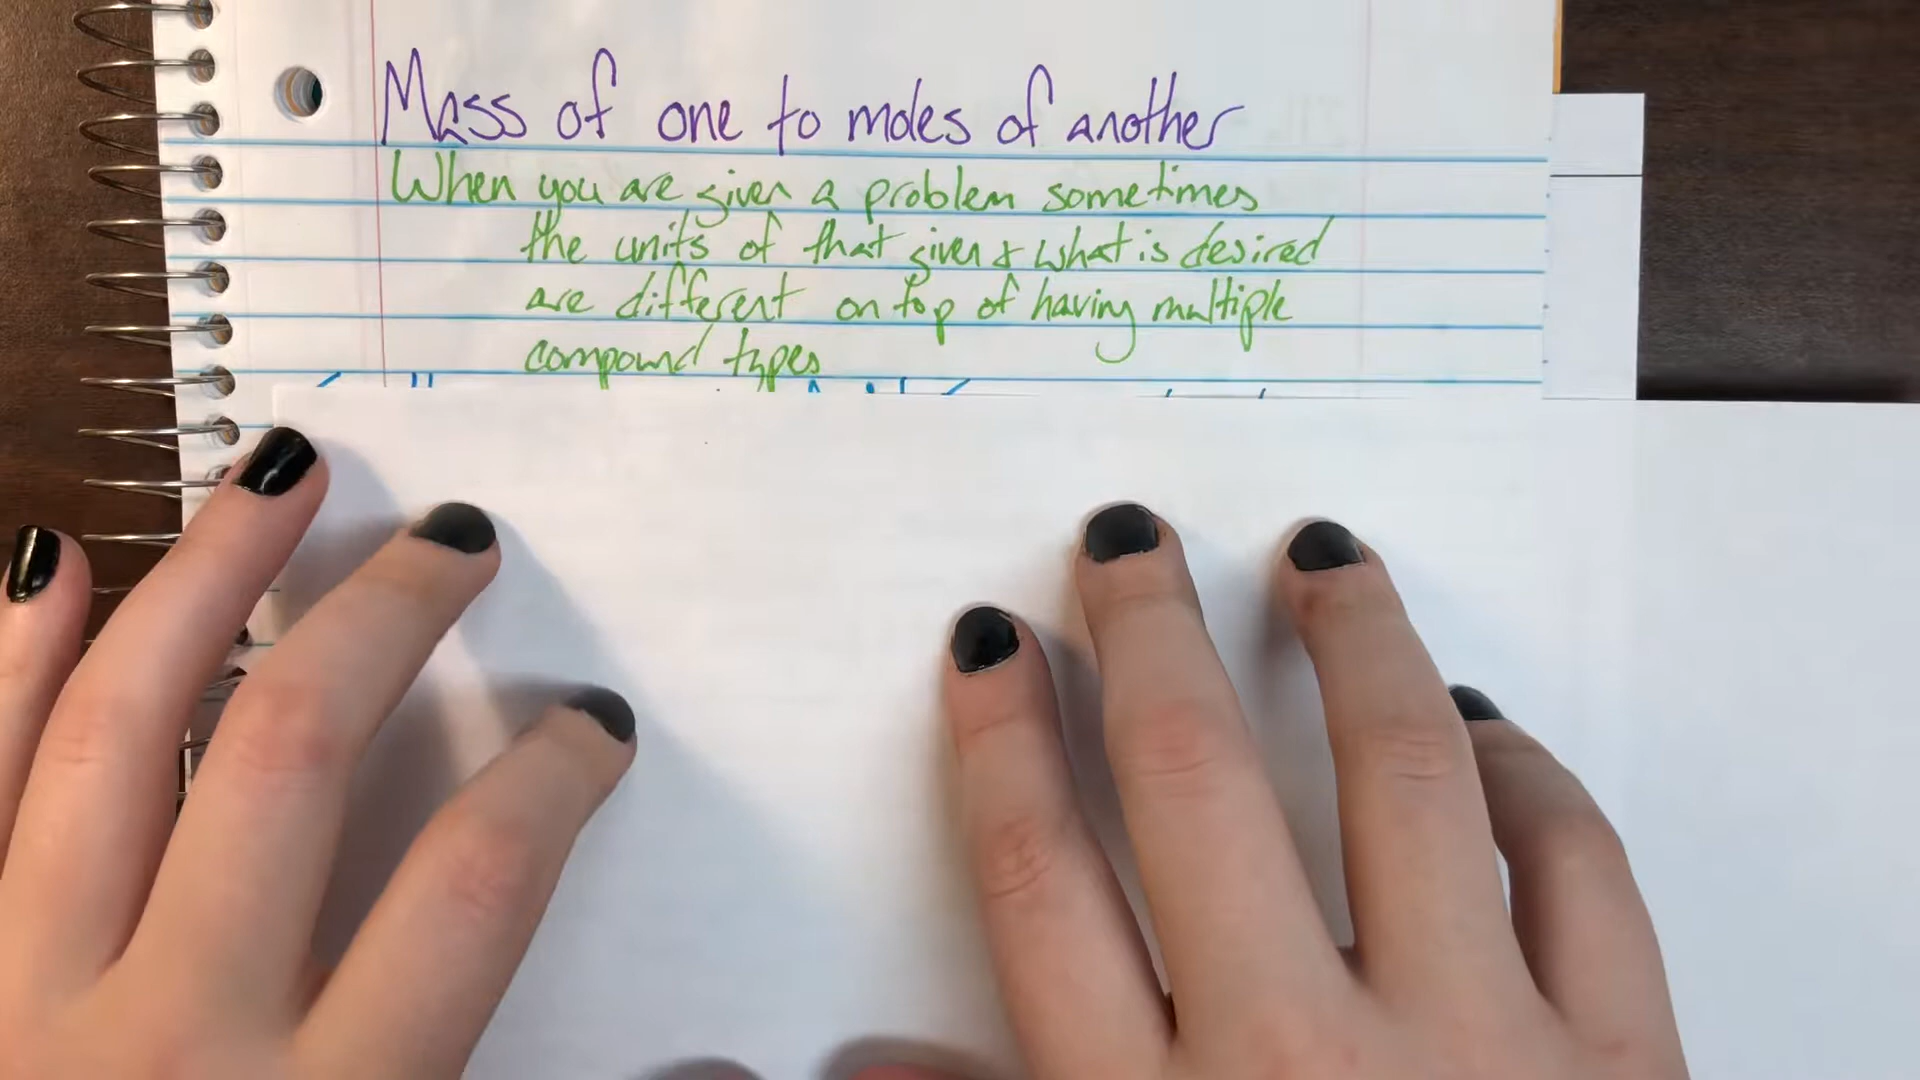 Mass of one to moles of another
When you are given a problem sometimes
the units of that given & what is desired
are different on top of having multiple
compound types